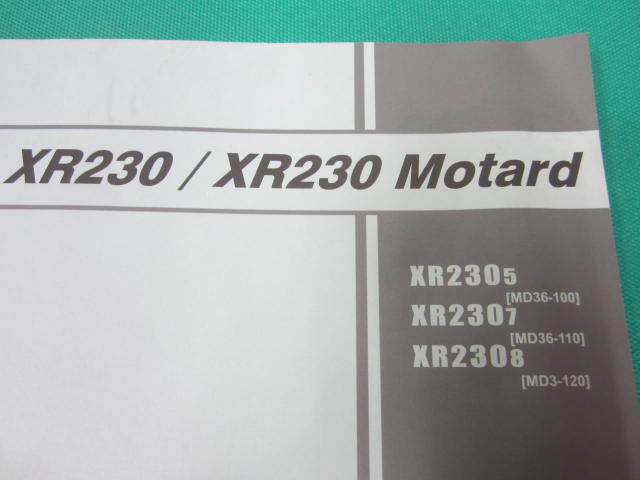 XR230 / XR230 Motard
XR2305
[MD36-100]
XR2307
[MD36-110]
XR2308
[MD3-120]